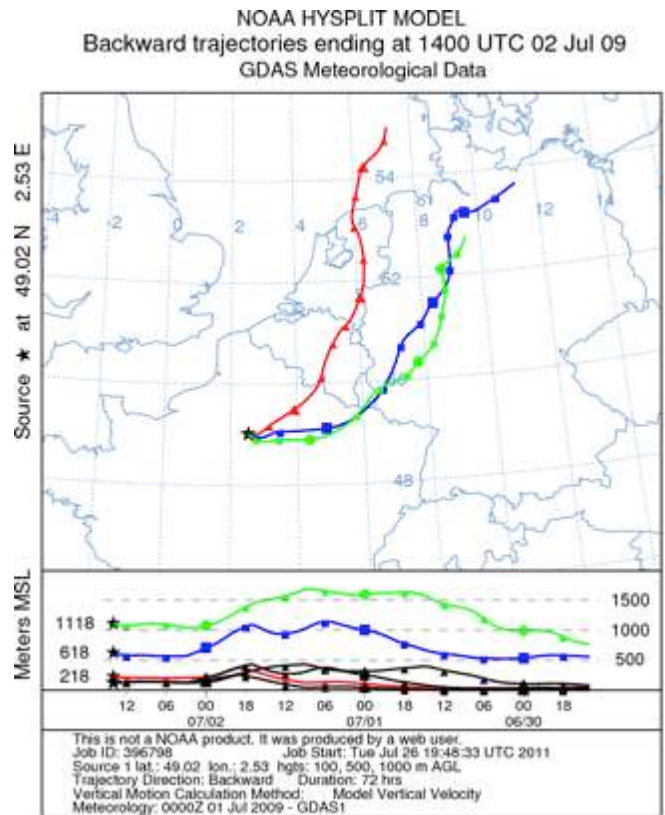 NOAA HYSPLIT MODEL
Backward trajectories ending at 1400 UTC 02 Jul 09
GDAS Meteorological Data
Source ★ at 49.02 N 2.53 E
-4 -2 0 2 4 6 8 10 12 14
54
52
48
Meters MSL
1118
618
218
1500
1000
500
12 06 00 18 12 06 00 18 12 06 00 18
07/02 07/01 06/30
This is not a NOAA product. It was produced by a web user.
Job ID: 396798 Job Start: Tue Jul 26 19:48:33 UTC 2011
Source 1 lat.: 49.02 lon.: 2.53 hgts: 100, 500, 1000 m AGL
Trajectory Direction: Backward Duration: 72 hrs
Vertical Motion Calculation Method: Model Vertical Velocity
Meteorology: 0000Z 01 Jul 2009 - GDAS1